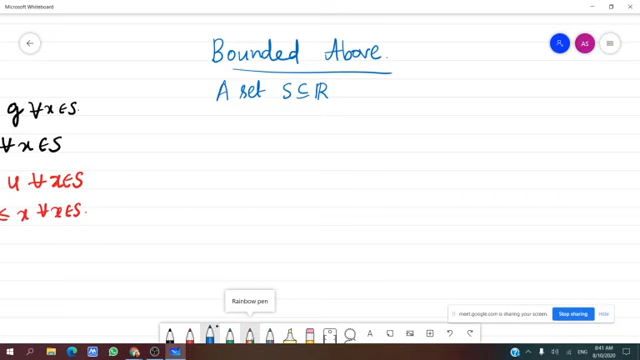 Microsoft Whiteboard
AS
Bounded Above.
A set S ⊆ ℝ
g ∀x∈S.
∀x∈S
u ∀x∈S
≤ x ∀x∈S.
Rainbow pen
meet.google.com is sharing your screen.
Stop sharing
Hide
ENG
8:41 AM
8/10/2020